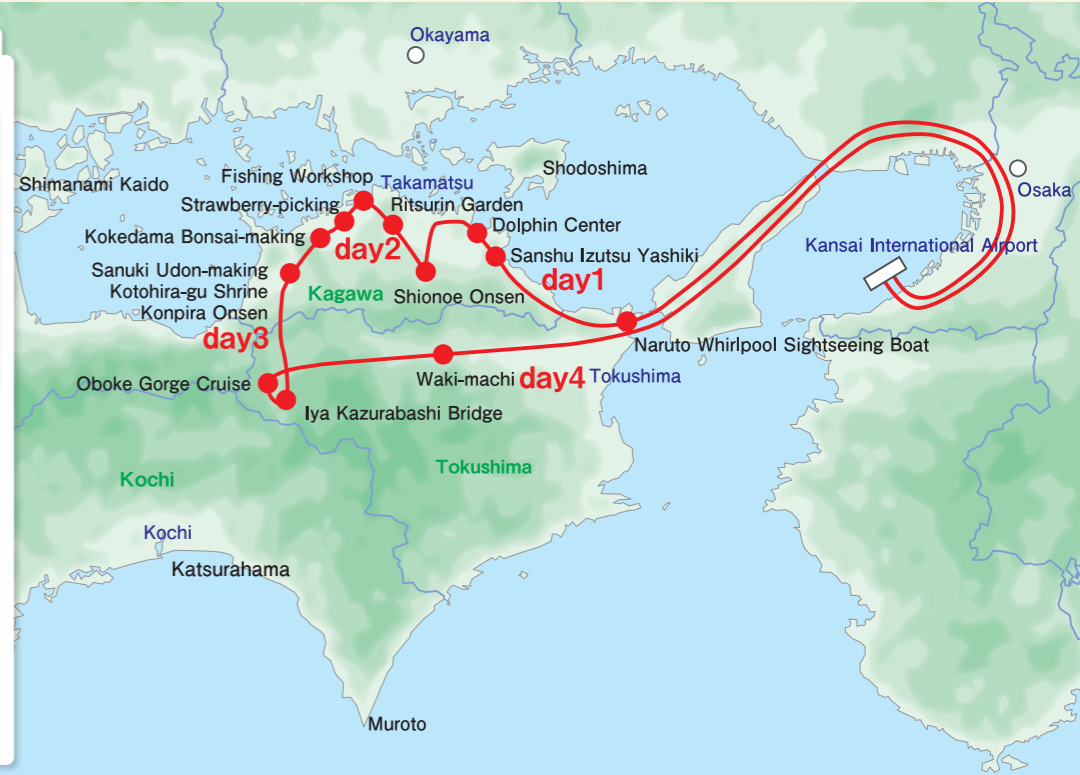 Okayama
Shodoshima
Shimanami Kaido
Fishing Workshop
Takamatsu
Strawberry-picking
Ritsurin Garden
Osaka
Dolphin Center
Kokedama Bonsai-making
day2
Kansai International Airport
Sanshu Izutsu Yashiki
day1
Sanuki Udon-making
Kotohira-gu Shrine
Konpira Onsen
Kagawa
Shionoe Onsen
day3
Naruto Whirlpool Sightseeing Boat
Oboke Gorge Cruise
Waki-machi
day4
Tokushima
Iya Kazurabashi Bridge
Tokushima
Kochi
Kochi
Katsurahama
Muroto